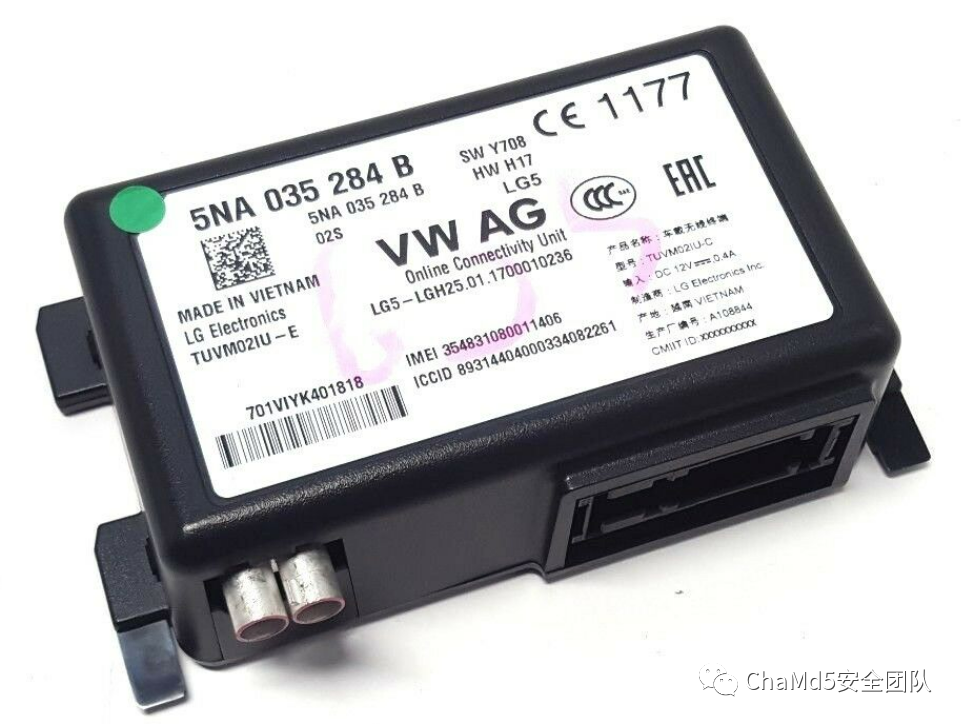 CE 1177
5NA 035 284 B
5NA 035 284 B
02S
SW Y708
HW H17
LG5
CCC
EAC
VW AG
Online Connectivity Unit
LG5-LGH25.01.1700010236
MADE IN VIETNAM
LG Electronics
TUVM02IU-E
IMEI 354831080011406
ICCID 89314404000334082261
701VIYK401818
产品名称:车载无线终端
型号:TUVM02IU-C
输入:DC 12V 0.4A
制造商:LG Electronics Inc.
产地:越南 VIETNAM
生产厂编号:A108844
CMIIT ID:XXXXXXXXXX
ChaMd5安全团队